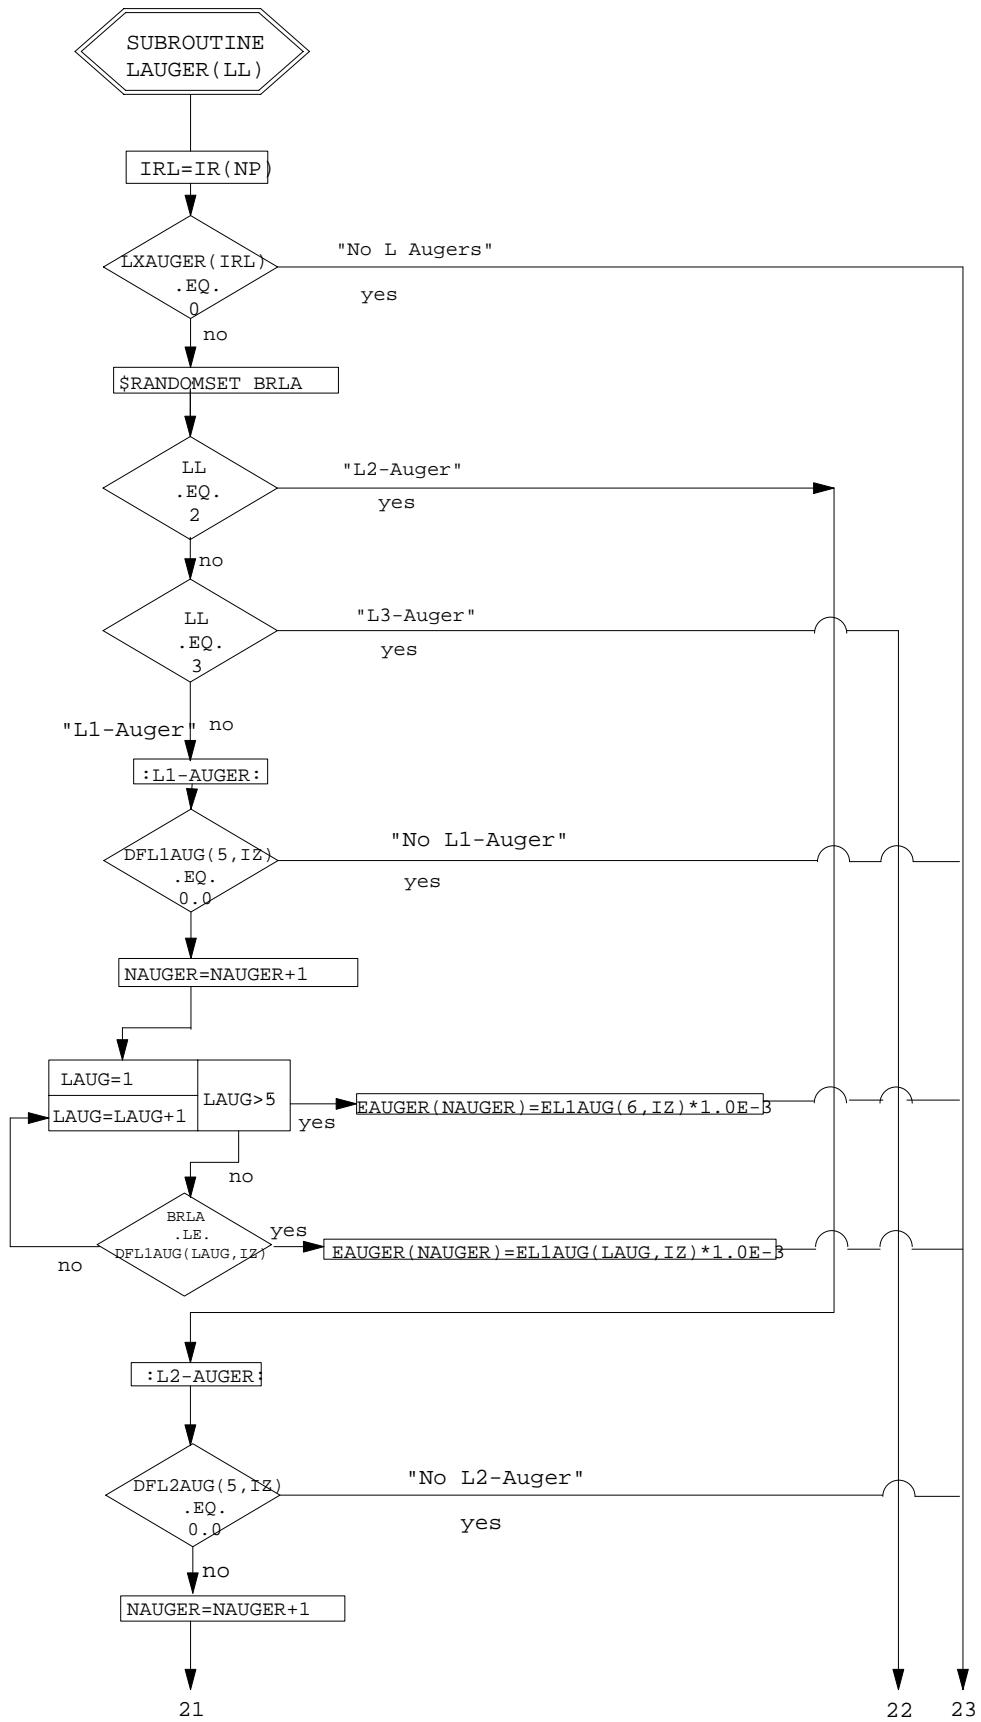 SUBROUTINE
LAUGER(LL)
IRL=IR(NP)
"No L Augers"
LXAUGER(IRL)
.EQ.
0
yes
no
$RANDOMSET BRLA
LL
.EQ.
2
"L2-Auger"
yes
no
LL
.EQ.
3
"L3-Auger"
yes
"L1-Auger" no
:L1-AUGER:
"No L1-Auger"
DFL1AUG(5,IZ)
.EQ.
0.0
yes
NAUGER=NAUGER+1
LAUG=1
LAUG=LAUG+1
LAUG>5
yes
EAUGER(NAUGER)=EL1AUG(6,IZ)*1.0E-3
no
BRLA
.LE.
DFL1AUG(LAUG,IZ)
yes
EAUGER(NAUGER)=EL1AUG(LAUG,IZ)*1.0E-3
no
:L2-AUGER:
"No L2-Auger"
DFL2AUG(5,IZ)
.EQ.
0.0
yes
no
NAUGER=NAUGER+1
21
22
23